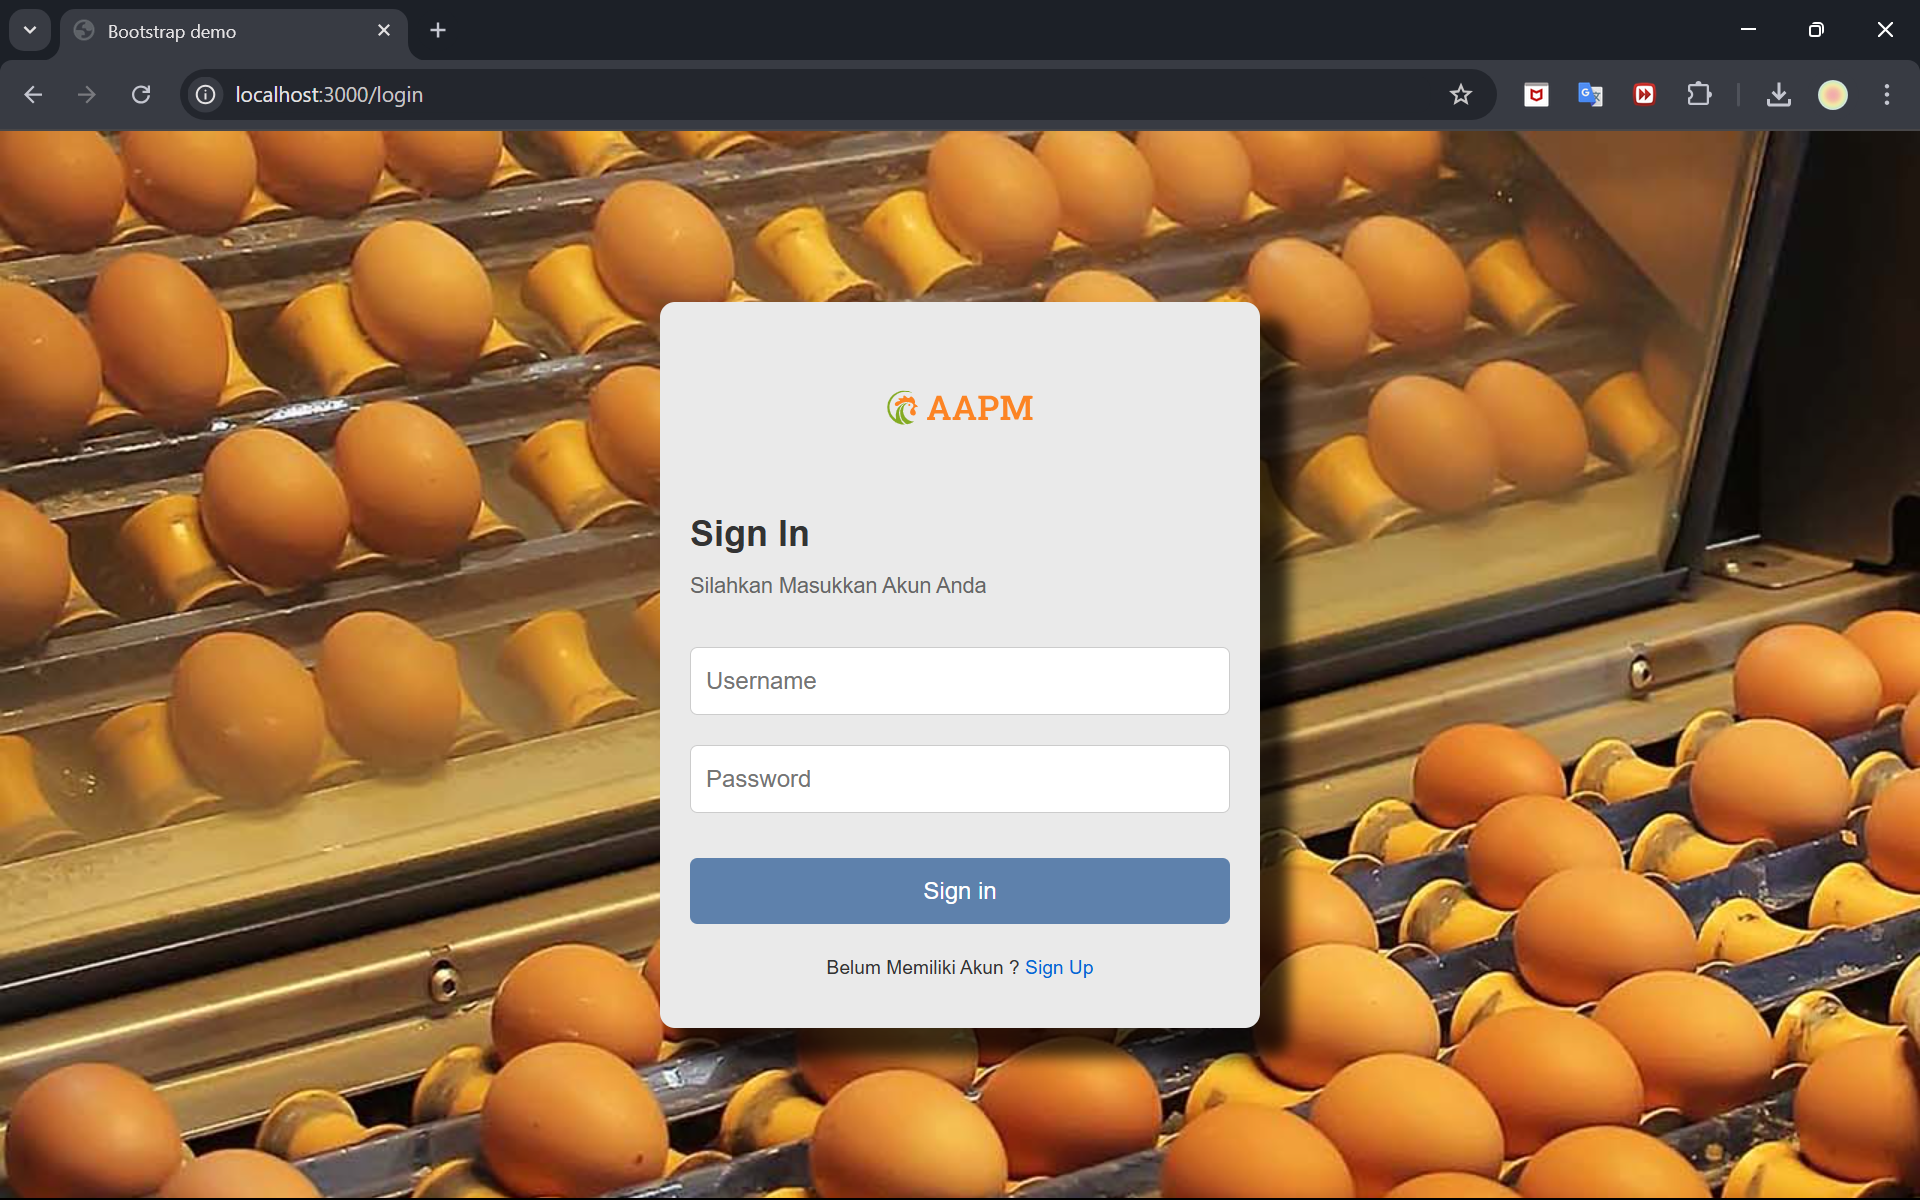 Bootstrap demo
localhost:3000/login
AAPM
Sign In
Silahkan Masukkan Akun Anda
Username
Password
Sign in
Belum Memiliki Akun ? Sign Up